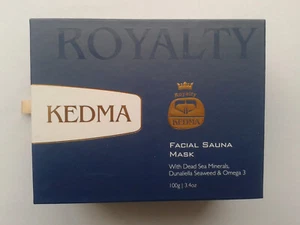 ROYALTY
KEDMA
Royalty
KEDMA
FACIAL SAUNA
MASK
With Dead Sea Minerals,
Dunaliella Seaweed & Omega 3
100g | 3.4oz